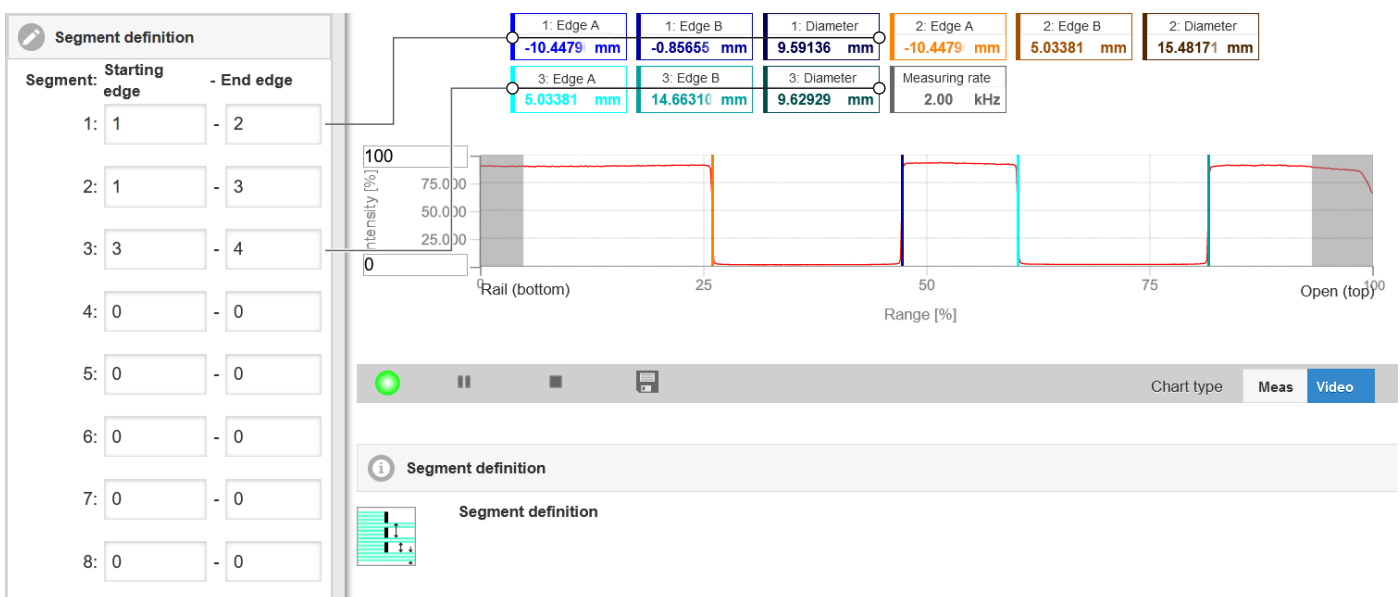 Segment definition
Segment: Starting edge - End edge
1: 1 - 2
2: 1 - 3
3: 3 - 4
4: 0 - 0
5: 0 - 0
6: 0 - 0
7: 0 - 0
8: 0 - 0
1: Edge A 1: Edge B 1: Diameter 2: Edge A 2: Edge B 2: Diameter
-10.4479 mm -0.85655 mm 9.59136 mm -10.4479 mm 5.03381 mm 15.48171 mm
3: Edge A 3: Edge B 3: Diameter Measuring rate
5.03381 mm 14.66310 mm 9.62929 mm 2.00 kHz
100
75.000
50.000
25.000
0
Intensity [%]
Rail (bottom) 25 50 75 Open (top)
Range [%]
Chart type Meas Video
Segment definition
Segment definition